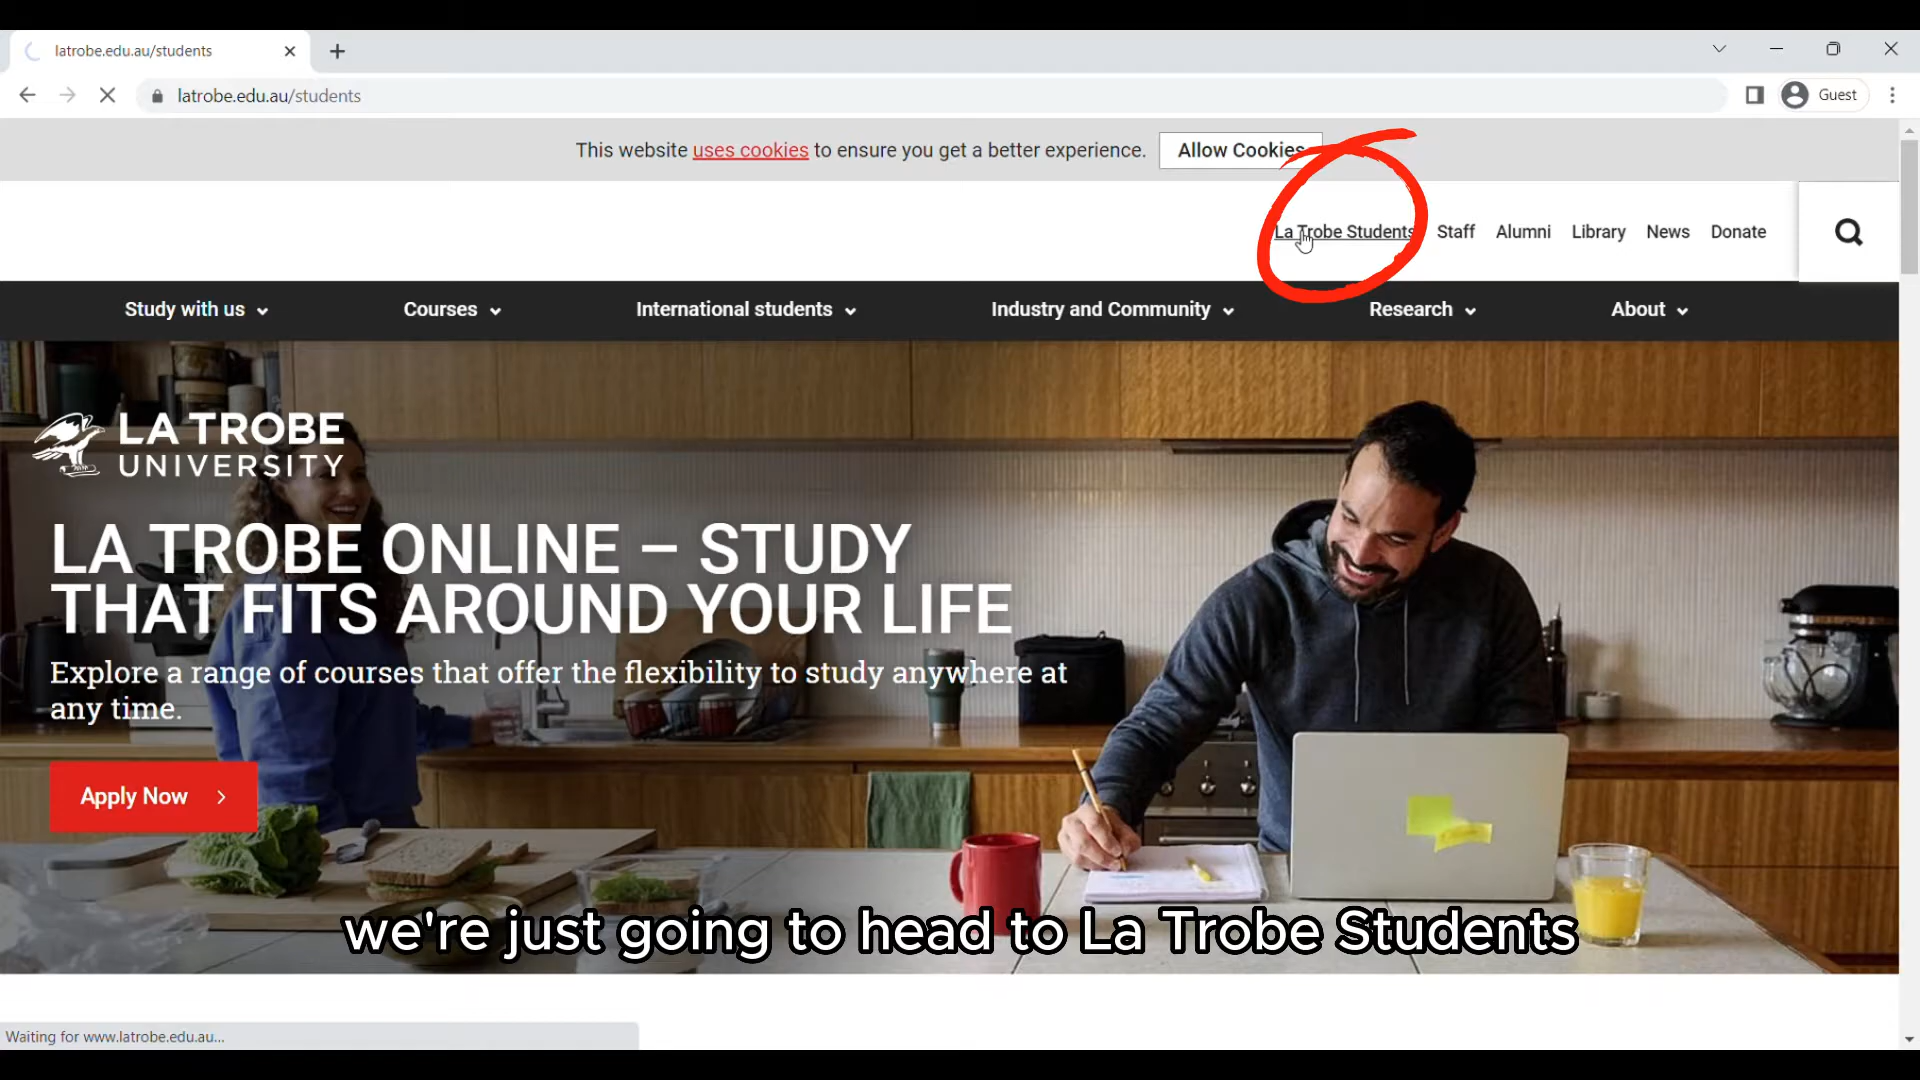 latrobe.edu.au/students
latrobe.edu.au/students
Guest
This website uses cookies to ensure you get a better experience.
Allow Cookies
La Trobe Students
Staff
Alumni
Library
News
Donate
Study with us
Courses
International students
Industry and Community
Research
About
LA TROBE
UNIVERSITY
LA TROBE ONLINE – STUDY
THAT FITS AROUND YOUR LIFE
Explore a range of courses that offer the flexibility to study anywhere at
any time.
Apply Now
we're just going to head to La Trobe Students
Waiting for www.latrobe.edu.au...